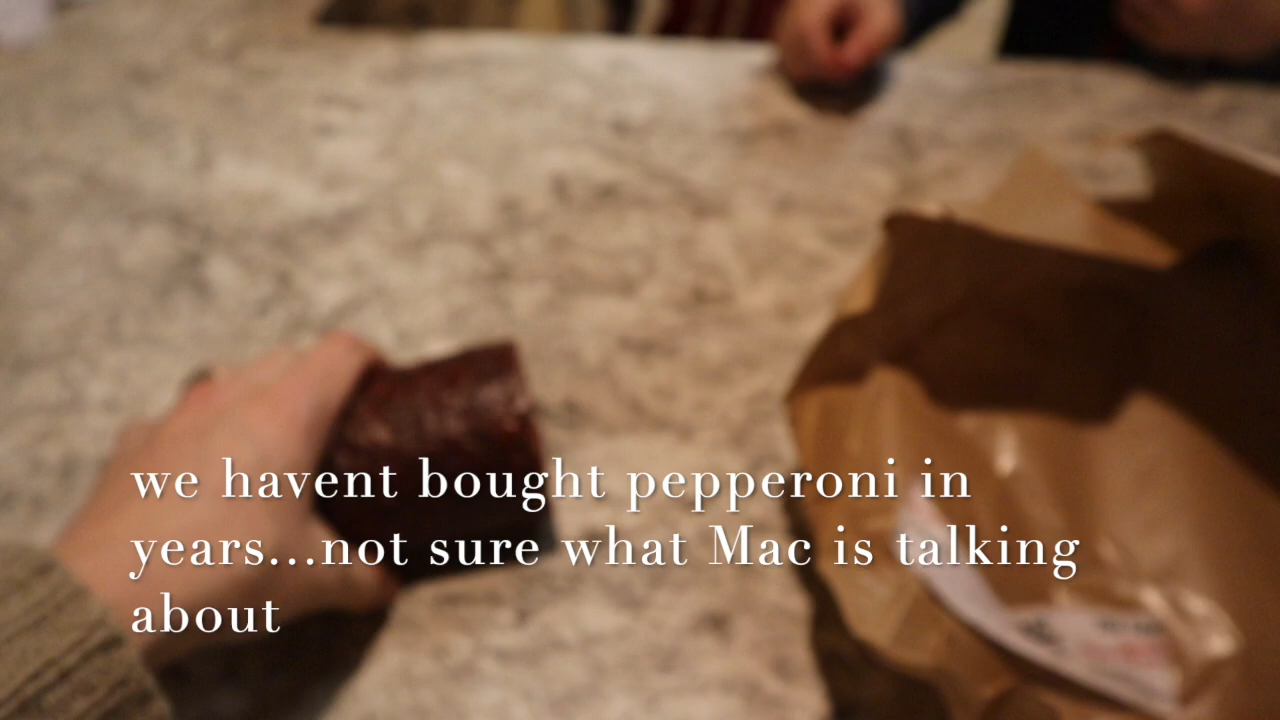 we havent bought pepperoni in
years...not sure what Mac is talking
about